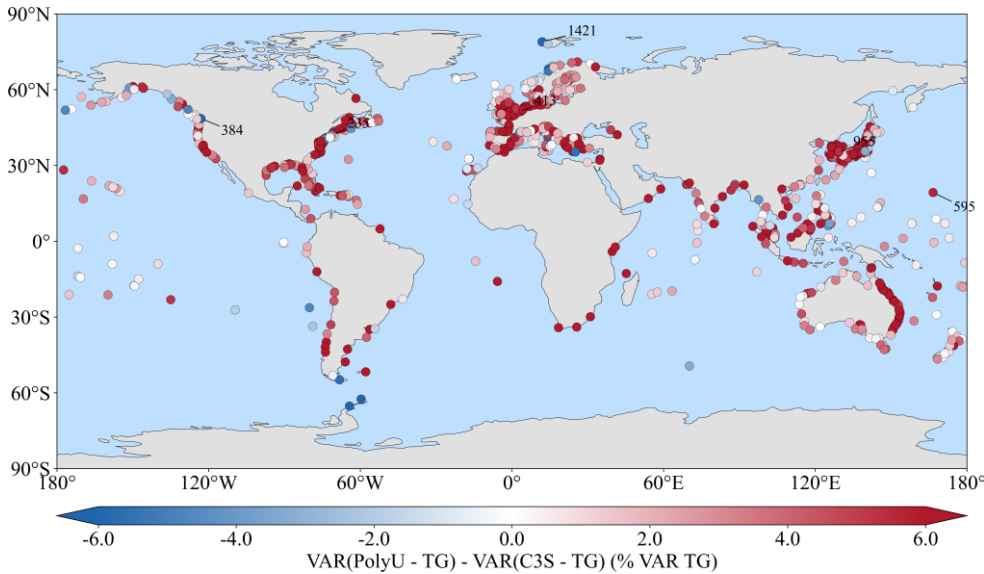 90°N
1421
60°N
413
384
235
955
30°N
595
0°
30°S
60°S
90°S
180° 120°W 60°W 0° 60°E 120°E 180°
-6.0 -4.0 -2.0 0.0 2.0 4.0 6.0
VAR(PolyU - TG) - VAR(C3S - TG) (% VAR TG)